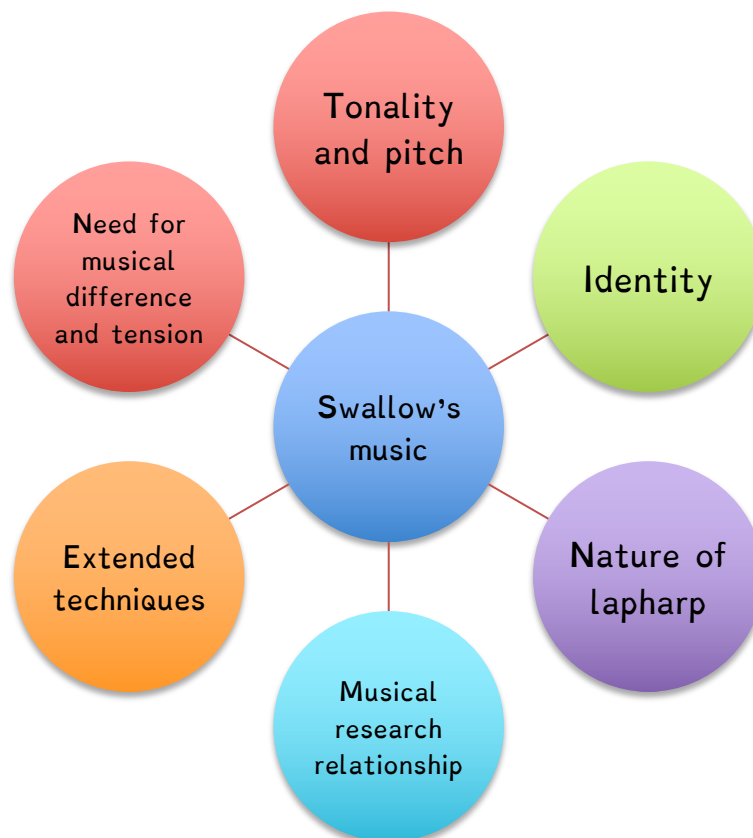 Tonality
and pitch
Need for
musical
difference
and tension
Identity
Swallow's
music
Extended
techniques
Nature of
lapharp
Musical
research
relationship